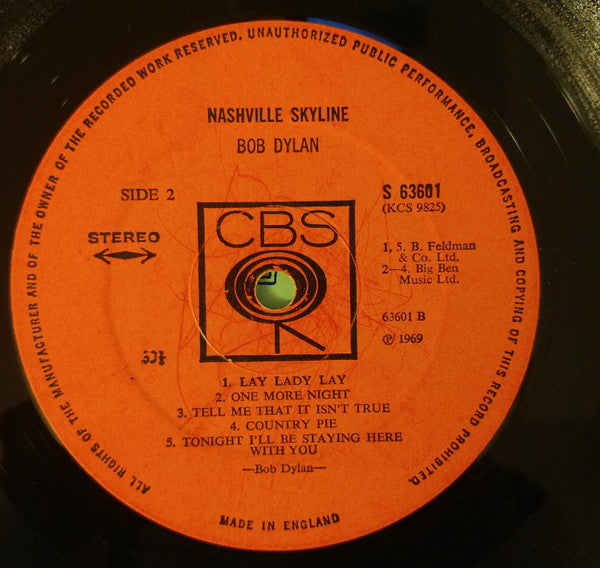 ALL RIGHTS OF THE MANUFACTURER AND OF THE OWNER OF THE RECORDED WORK RESERVED. UNAUTHORIZED PUBLIC PERFORMANCE, BROADCASTING AND COPYING OF THIS RECORD PROHIBITED.
NASHVILLE SKYLINE
BOB DYLAN
SIDE 2
S 63601
(KCS 9825)
STEREO
CBS
1, 5. B. Feldman
& Co. Ltd.
2—4. Big Ben
Music Ltd.
63601 B
℗ 1969
33⅓
1. LAY LADY LAY
2. ONE MORE NIGHT
3. TELL ME THAT IT ISN'T TRUE
4. COUNTRY PIE
5. TONIGHT I'LL BE STAYING HERE
WITH YOU
—Bob Dylan—
MADE IN ENGLAND